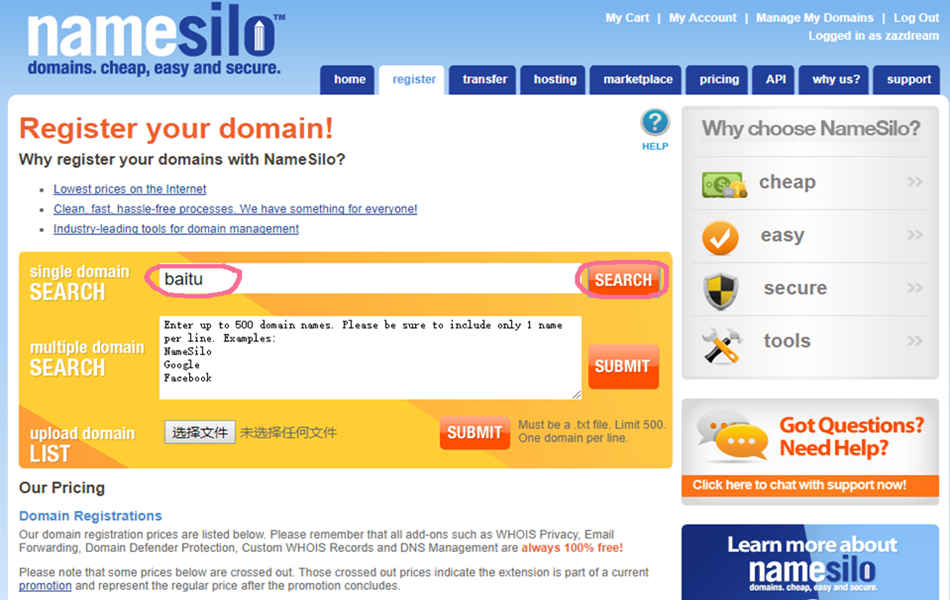 namesilo™
domains. cheap, easy and secure.
My Cart | My Account | Manage My Domains | Log Out
Logged in as zazdream
home register transfer hosting marketplace pricing API why us? support
Register your domain!
? HELP
Why register your domains with NameSilo?
Lowest prices on the Internet
Clean, fast, hassle-free processes. We have something for everyone!
Industry-leading tools for domain management
single domain
SEARCH
baitu
SEARCH
multiple domain
SEARCH
Enter up to 500 domain names. Please be sure to include only 1 name
per line. Examples:
NameSilo
Google
Facebook
SUBMIT
upload domain
LIST
选择文件 未选择任何文件
SUBMIT
Must be a .txt file. Limit 500.
One domain per line.
Our Pricing
Domain Registrations
Our domain registration prices are listed below. Please remember that all add-ons such as WHOIS Privacy, Email
Forwarding, Domain Defender Protection, Custom WHOIS Records and DNS Management are always 100% free!
Please note that some prices below are crossed out. Those crossed out prices indicate the extension is part of a current
promotion and represent the regular price after the promotion concludes.
Why choose NameSilo?
cheap >>
easy >>
secure >>
tools >>
Got Questions?
Need Help?
Click here to chat with support now!
Learn more about
namesilo
domains. cheap, easy and secure.